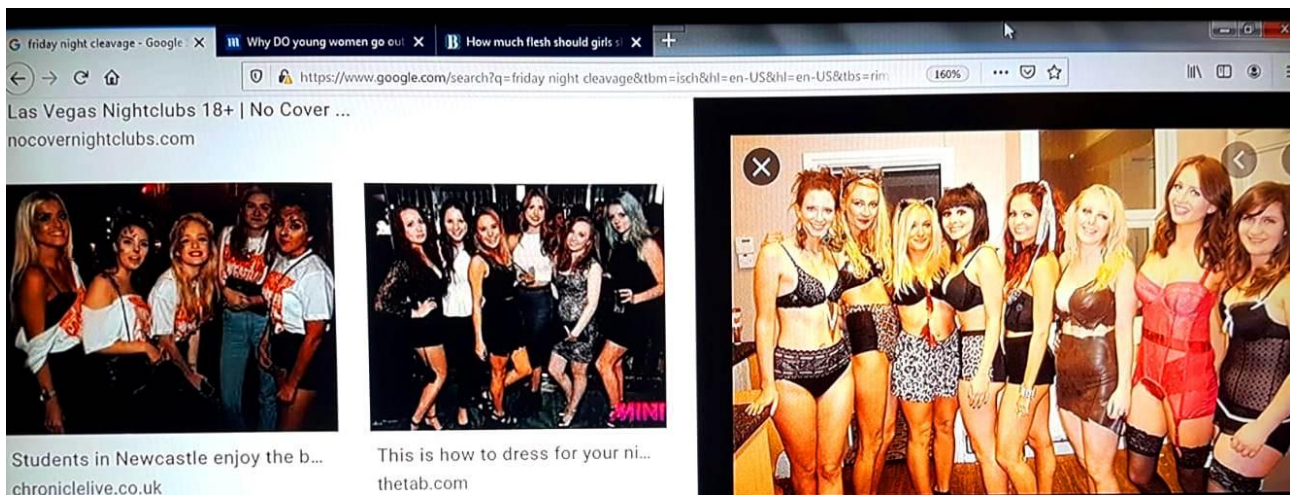 friday night cleavage - Google
Why DO young women go out
How much flesh should girls
https://www.google.com/search?q=friday night cleavage&tbm=isch&hl=en-US&hl=en-US&tbs=rim
160%
Las Vegas Nightclubs 18+ | No Cover ...
nocovernightclubs.com
MINI
Students in Newcastle enjoy the b...
chroniclelive.co.uk
This is how to dress for your ni...
thetab.com